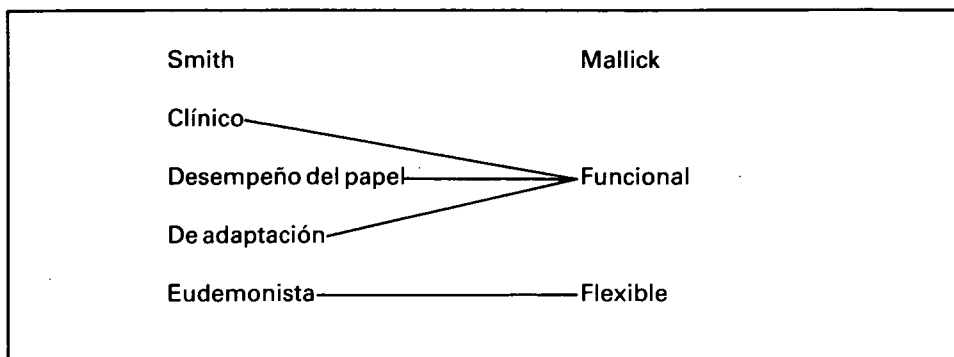 Smith Mallick
Clínico
Desempeño del papel Funcional
De adaptación
Eudemonista Flexible